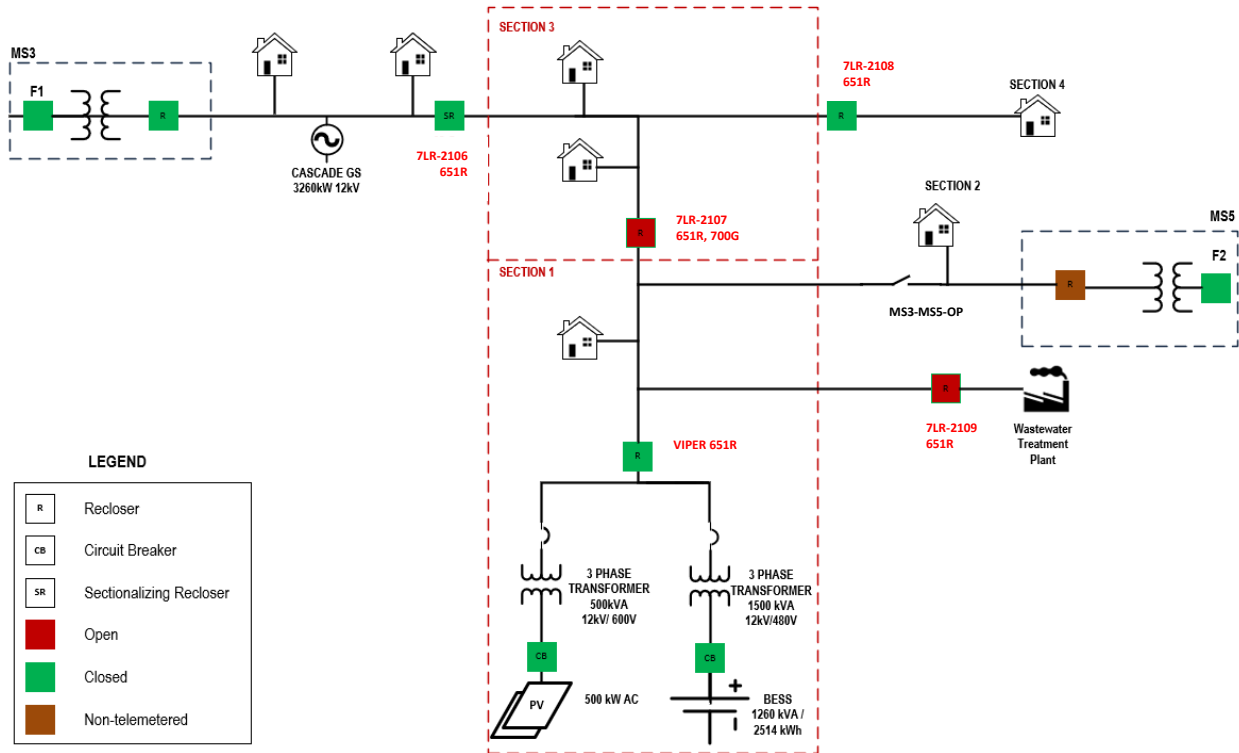 MS3
F1
R
CASCADE GS
3260kW 12kV
SR
7LR-2106
651R
SECTION 3
7LR-2108
651R
R
SECTION 4
7LR-2107
651R, 700G
R
SECTION 2
MS5
F2
R
MS3-MS5-OP
SECTION 1
R
7LR-2109
651R
Wastewater
Treatment
Plant
R
VIPER 651R
3 PHASE
TRANSFORMER
500kVA
12kV/ 600V
3 PHASE
TRANSFORMER
1500 kVA
12kV/480V
CB
CB
PV
500 kW AC
BESS
1260 kVA /
2514 kWh
LEGEND
R Recloser
CB Circuit Breaker
SR Sectionalizing Recloser
Open
Closed
Non-telemetered